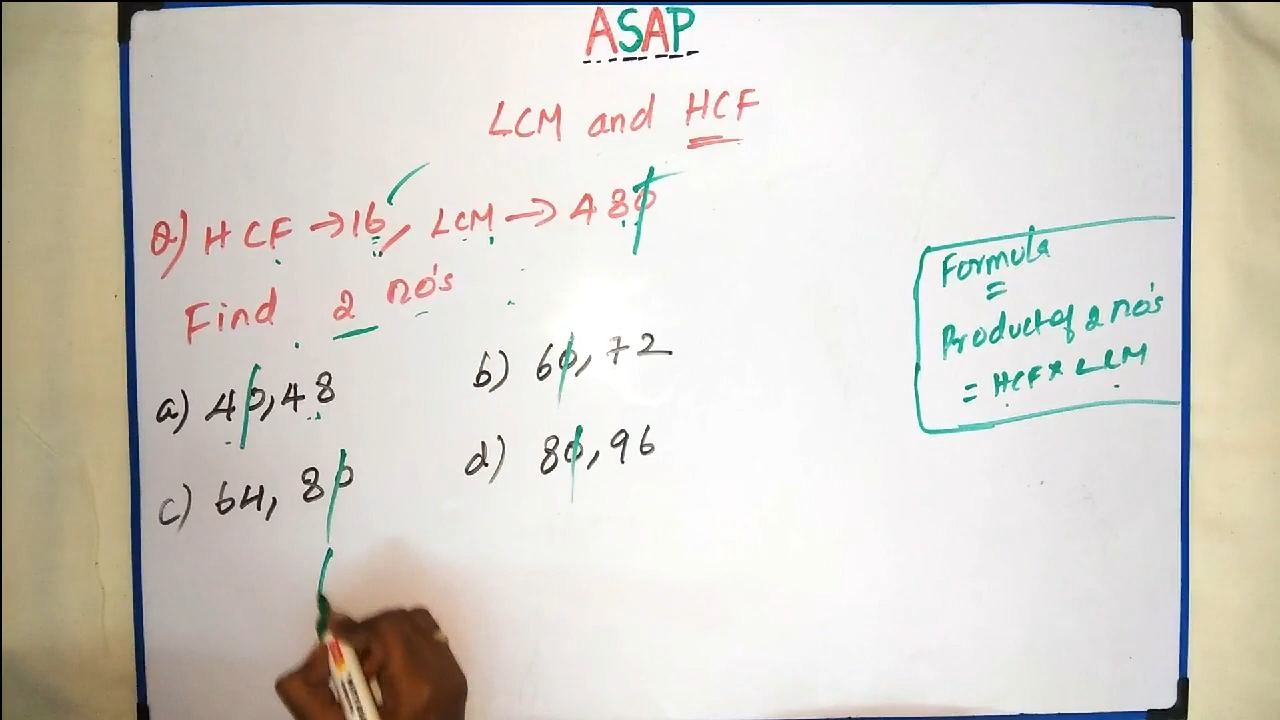 ASAP
LCM and HCF
Q) HCF → 16, LCM → 480
Find 2 no's
a) 40, 48
b) 60, 72
c) 64, 80
d) 80, 96
Formula
=
Product of 2 no's
= HCF x LCM